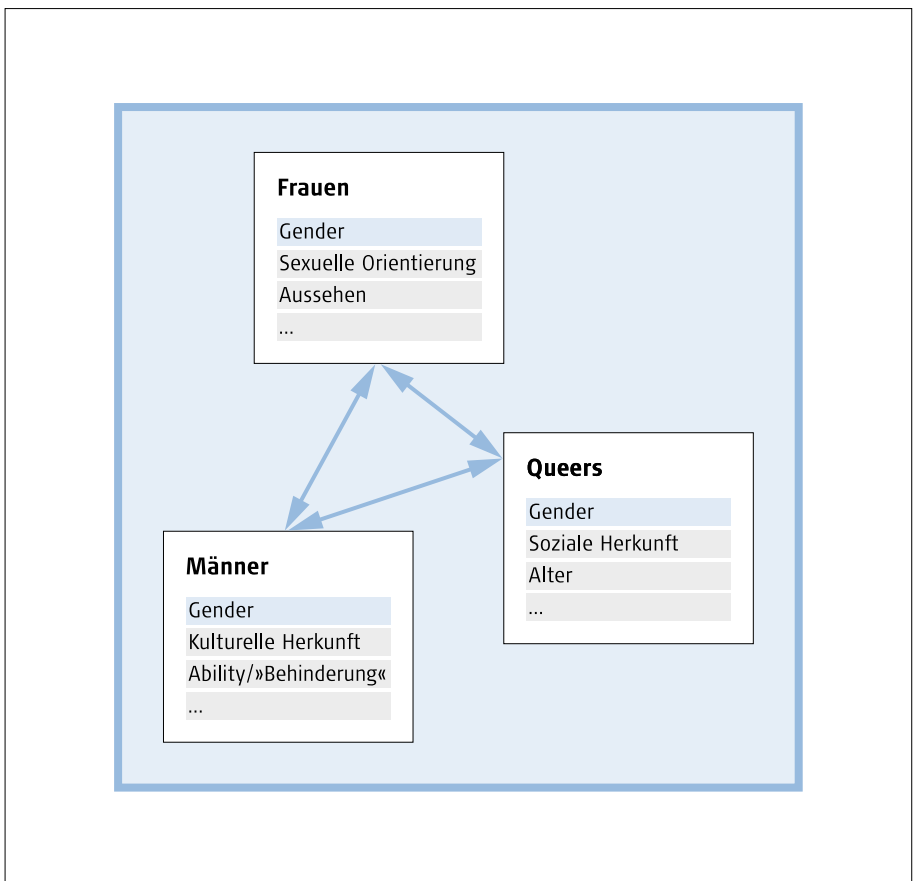 Frauen
Gender
Sexuelle Orientierung
Aussehen
...
Queers
Gender
Soziale Herkunft
Alter
...
Männer
Gender
Kulturelle Herkunft
Ability/»Behinderung«
...